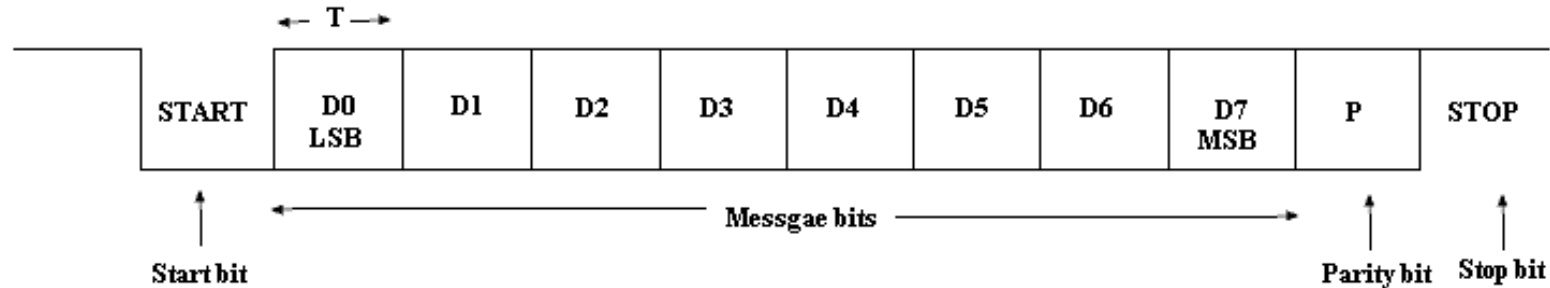 T
START
D0
LSB
D1
D2
D3
D4
D5
D6
D7
MSB
P
STOP
Messgae bits
Start bit
Parity bit
Stop bit